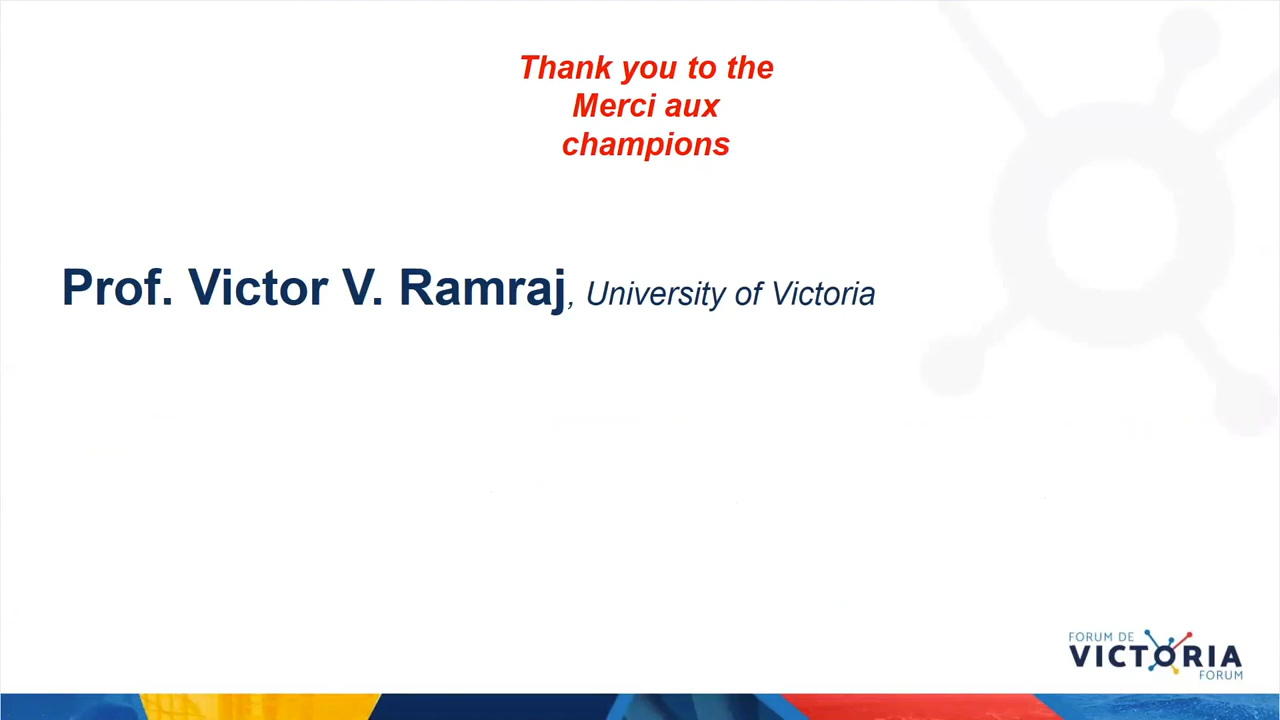 Thank you to the
Merci aux
champions
Prof. Victor V. Ramraj, University of Victoria
FORUM DE
VICTORIA
FORUM